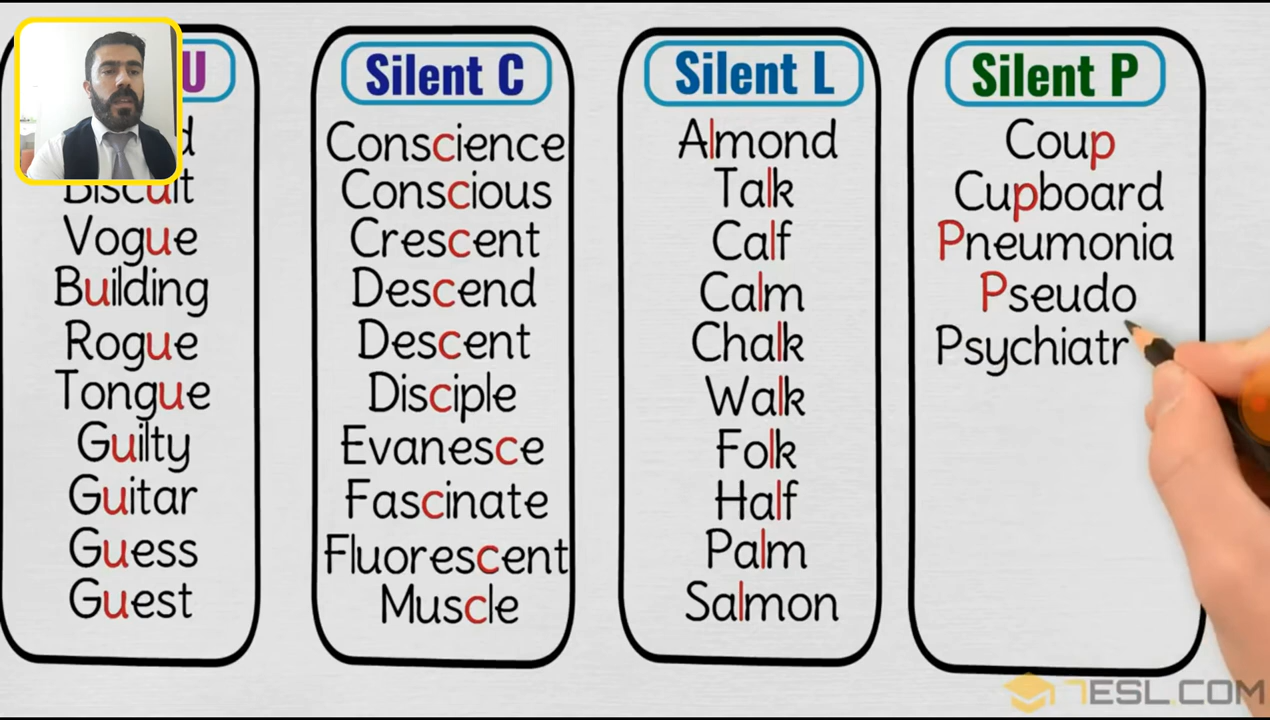 U
Biscuit
Vogue
Building
Rogue
Tongue
Guilty
Guitar
Guess
Guest
Silent C
Conscience
Conscious
Crescent
Descend
Descent
Disciple
Evanesce
Fascinate
Fluorescent
Muscle
Silent L
Almond
Talk
Calf
Calm
Chalk
Walk
Folk
Half
Palm
Salmon
Silent P
Coup
Cupboard
Pneumonia
Pseudo
Psychiatr
7ESL.COM